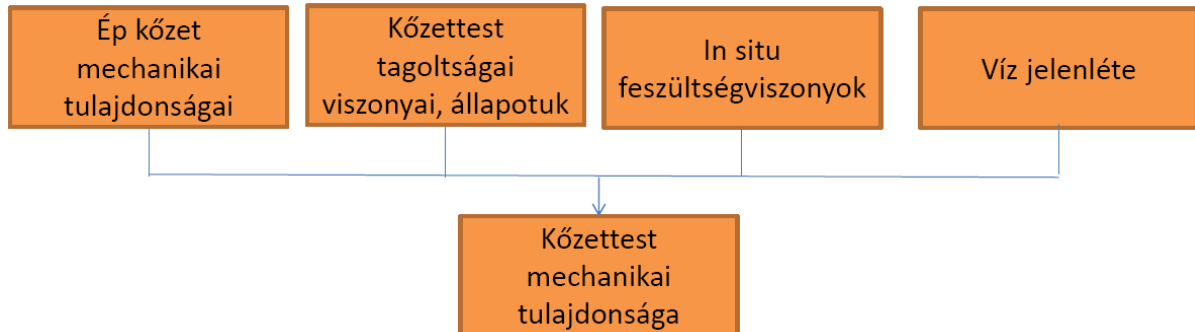 Ép kőzet
mechanikai
tulajdonságai
Kőzettest
tagoltságai
viszonyai, állapotuk
In situ
feszültségviszonyok
Víz jelenléte
Kőzettest
mechanikai
tulajdonsága